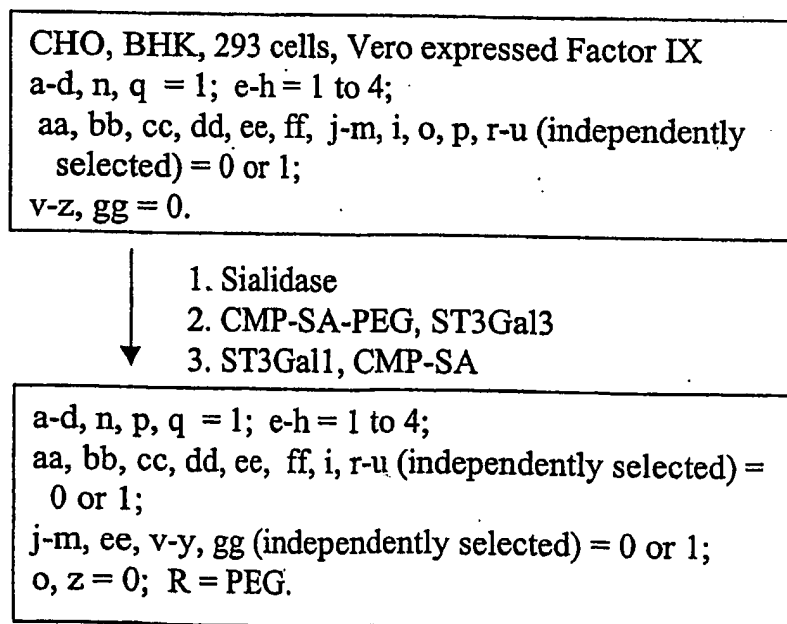 CHO, BHK, 293 cells, Vero expressed Factor IX
a-d, n, q = 1; e-h = 1 to 4;
aa, bb, cc, dd, ee, ff, j-m, i, o, p, r-u (independently
selected) = 0 or 1;
v-z, gg = 0.
1. Sialidase
2. CMP-SA-PEG, ST3Gal3
3. ST3Gal1, CMP-SA
a-d, n, p, q = 1; e-h = 1 to 4;
aa, bb, cc, dd, ee, ff, i, r-u (independently selected) =
0 or 1;
j-m, ee, v-y, gg (independently selected) = 0 or 1;
o, z = 0; R = PEG.